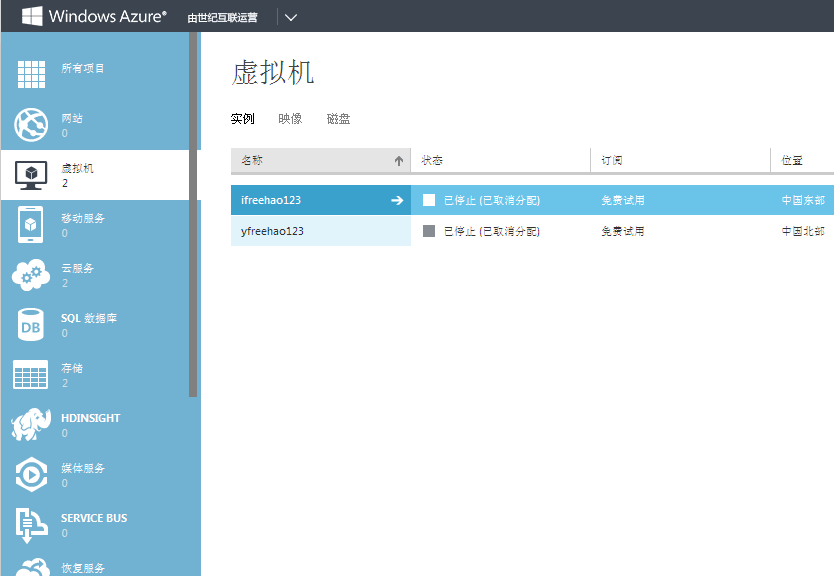 Windows Azure® 由世纪互联运营
所有项目
网站
0
虚拟机
2
移动服务
0
云服务
2
DB
SQL 数据库
0
存储
2
HDINSIGHT
0
媒体服务
0
SERVICE BUS
0
恢复服务
虚拟机
实例 映像 磁盘
名称 状态 订阅 位置
ifreehao123 已停止 (已取消分配) 免费试用 中国东部
yfreehao123 已停止 (已取消分配) 免费试用 中国北部